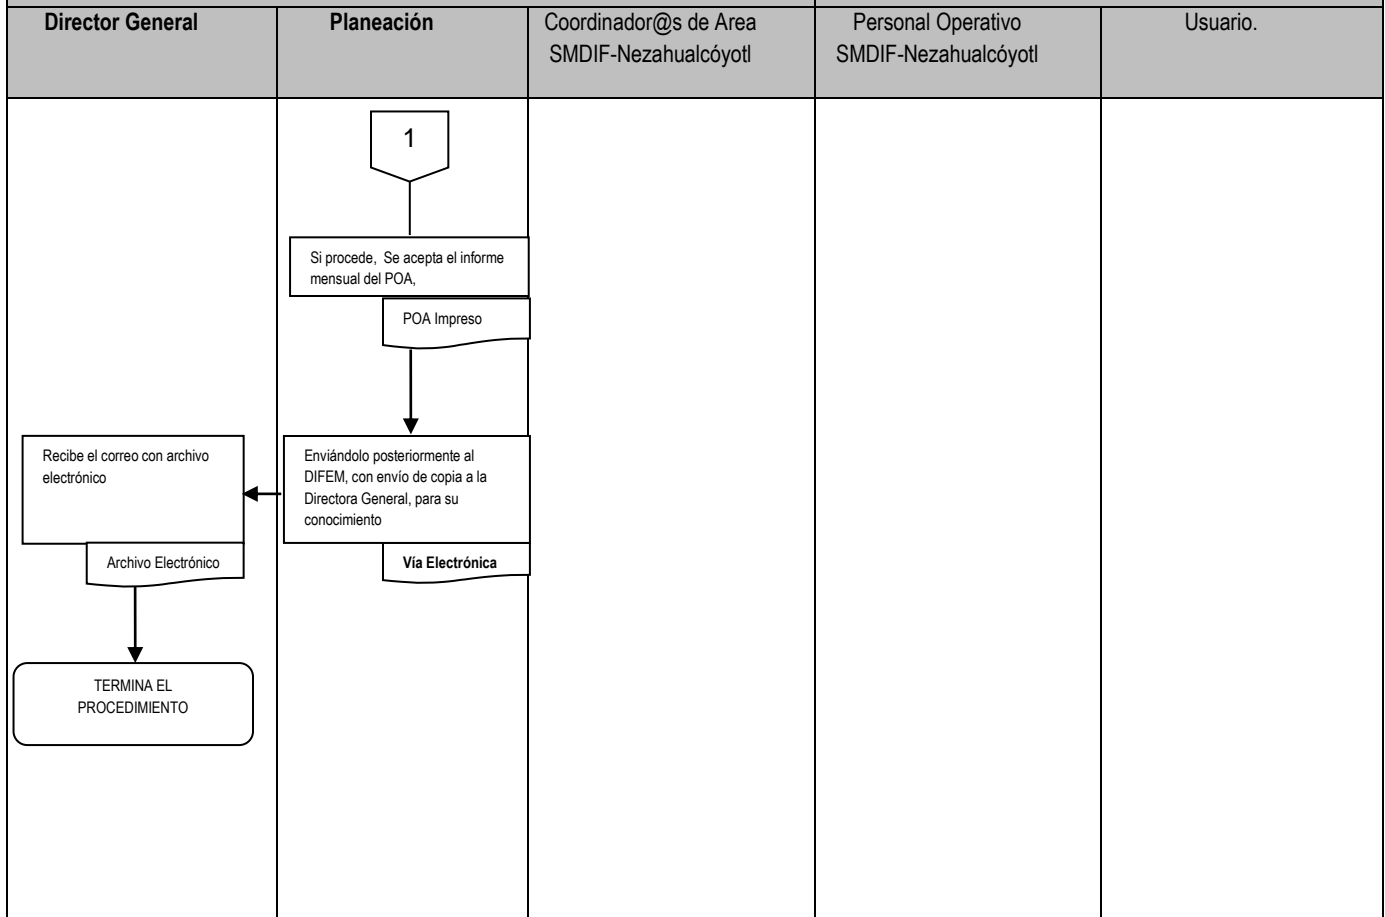 Director General
Planeación
Coordinador@s de Area
SMDIF-Nezahualcóyotl
Personal Operativo
SMDIF-Nezahualcóyotl
Usuario.
1
Si procede, Se acepta el informe
mensual del POA,
POA Impreso
Recibe el correo con archivo
electrónico
Archivo Electrónico
Enviándolo posteriormente al
DIFEM, con envío de copia a la
Directora General, para su
conocimiento
Vía Electrónica
TERMINA EL
PROCEDIMIENTO